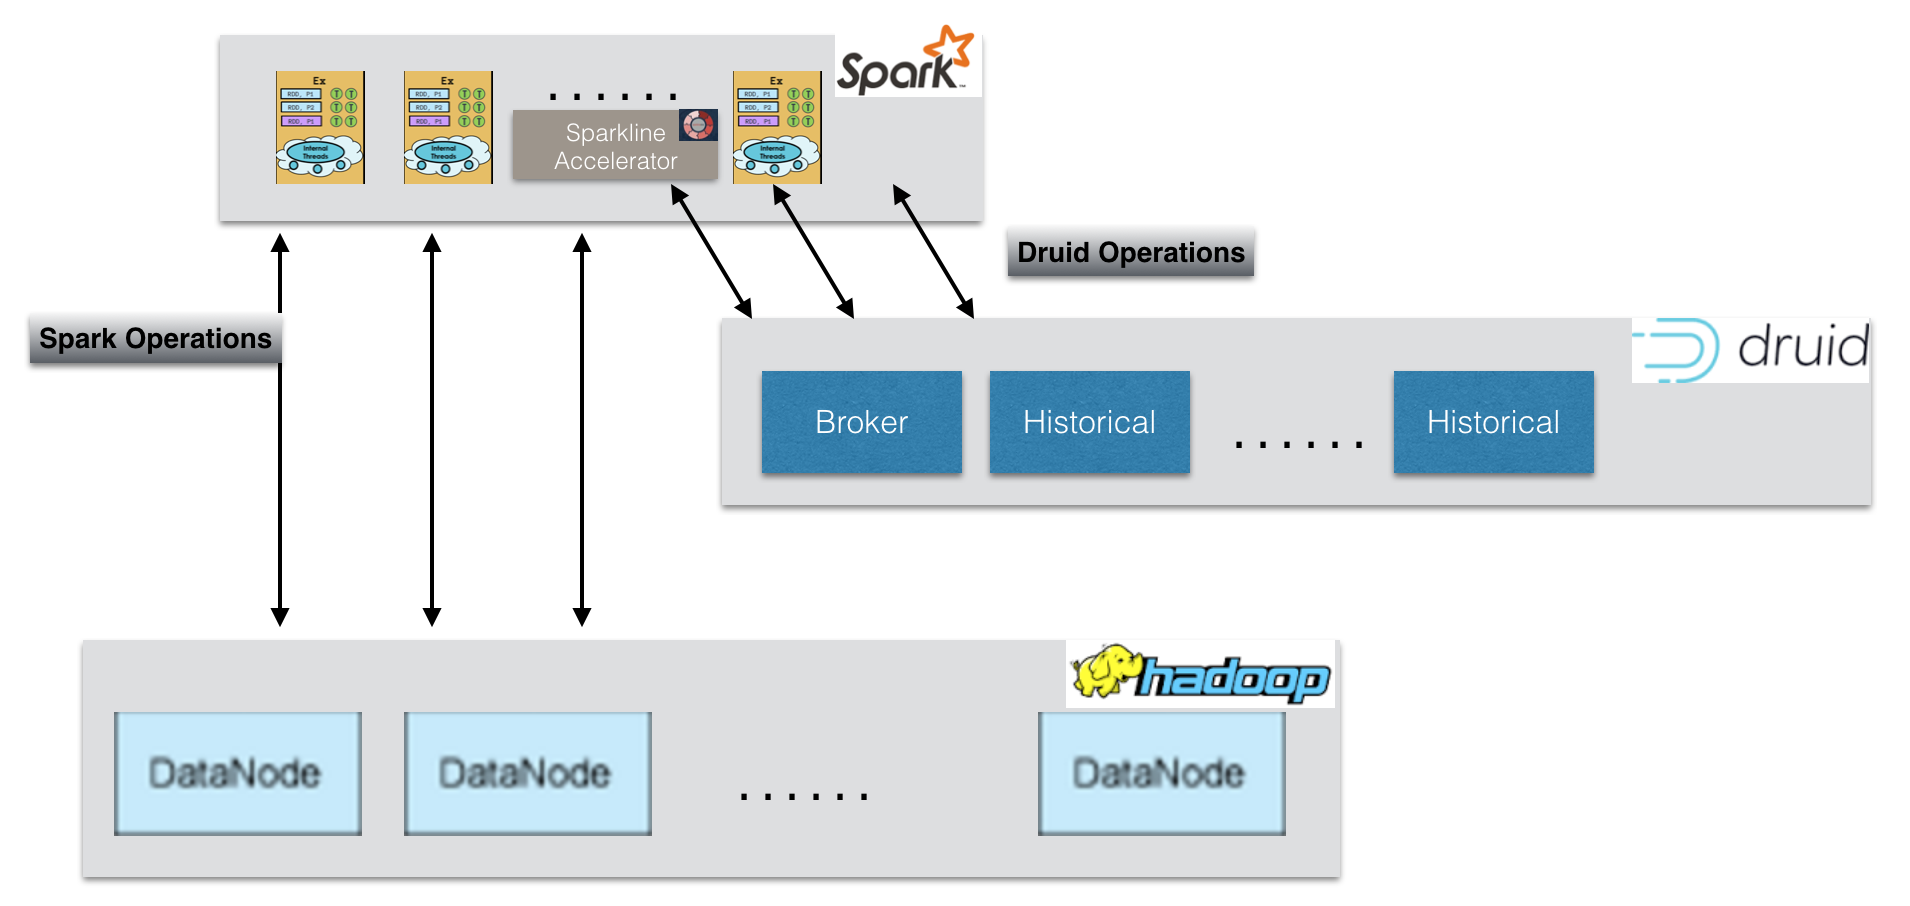 Spark™
Ex
RDD, P1
T T
RDD, P2
T T
RDD, P1
T T
Internal
Threads
Ex
RDD, P1
T T
RDD, P2
T T
RDD, P1
T T
Internal
Threads
......
Sparkline
Accelerator
Ex
RDD, P1
T T
RDD, P2
T T
RDD, P1
T T
Internal
Threads
Druid Operations
Spark Operations
druid
Broker
Historical
......
Historical
hadoop
DataNode
DataNode
......
DataNode